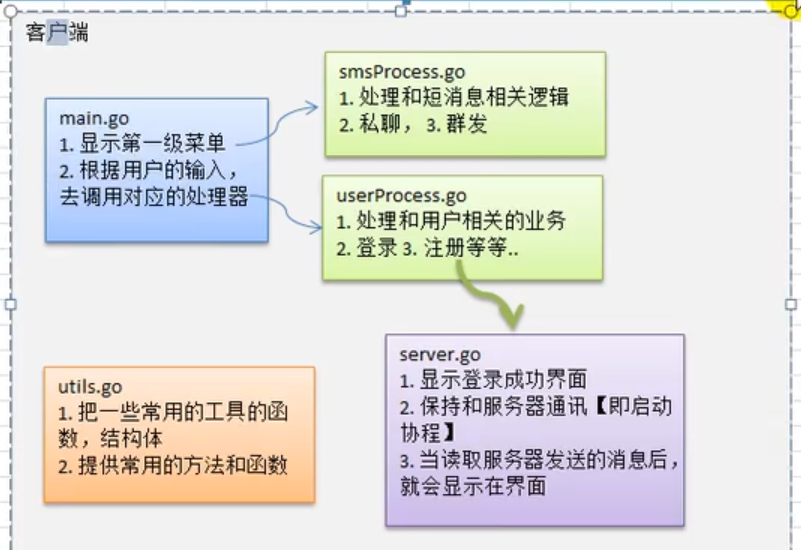 客户端
main.go
1. 显示第一级菜单
2. 根据用户的输入，
去调用对应的处理器
smsProcess.go
1. 处理和短消息相关逻辑
2. 私聊， 3. 群发
userProcess.go
1. 处理和用户相关的业务
2. 登录 3. 注册等等..
server.go
1. 显示登录成功界面
2. 保持和服务器通讯【即启动
协程】
3. 当读取服务器发送的消息后，
就会显示在界面
utils.go
1. 把一些常用的工具的函
数，结构体
2. 提供常用的方法和函数